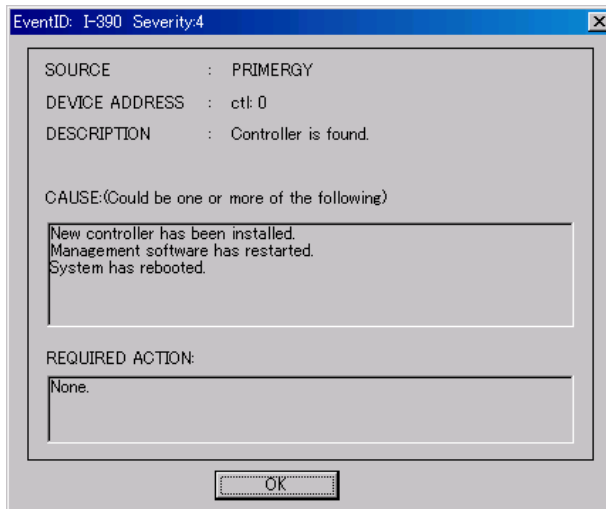 EventID: I-390 Severity:4
SOURCE : PRIMERGY
DEVICE ADDRESS : ctl: 0
DESCRIPTION : Controller is found.
CAUSE:(Could be one or more of the following)
New controller has been installed.
Management software has restarted.
System has rebooted.
REQUIRED ACTION:
None.
OK